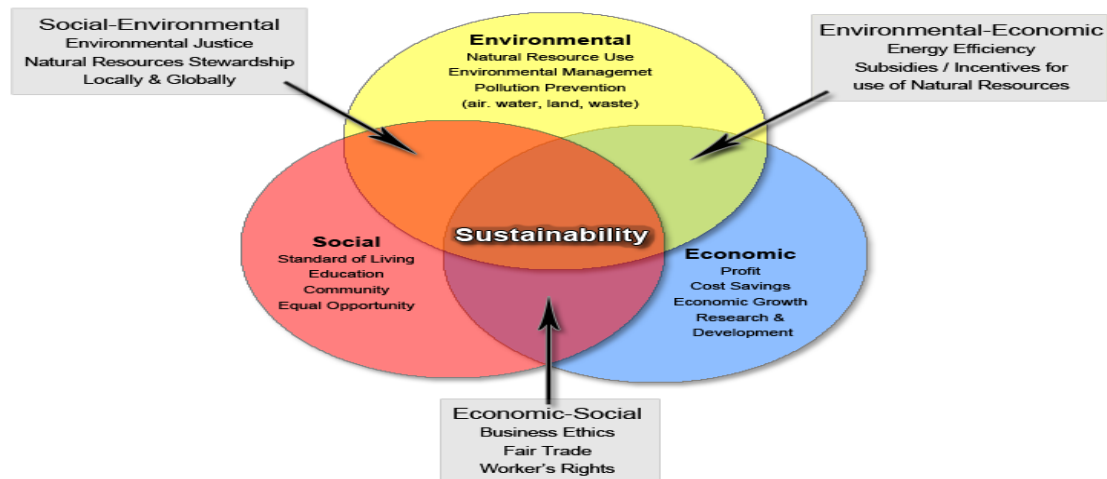 Social-Environmental
Environmental Justice
Natural Resources Stewardship
Locally & Globally
Environmental
Natural Resource Use
Environmental Managemet
Pollution Prevention
(air. water, land, waste)
Environmental-Economic
Energy Efficiency
Subsidies / Incentives for
use of Natural Resources
Sustainability
Social
Standard of Living
Education
Community
Equal Opportunity
Economic
Profit
Cost Savings
Economic Growth
Research &
Development
Economic-Social
Business Ethics
Fair Trade
Worker's Rights